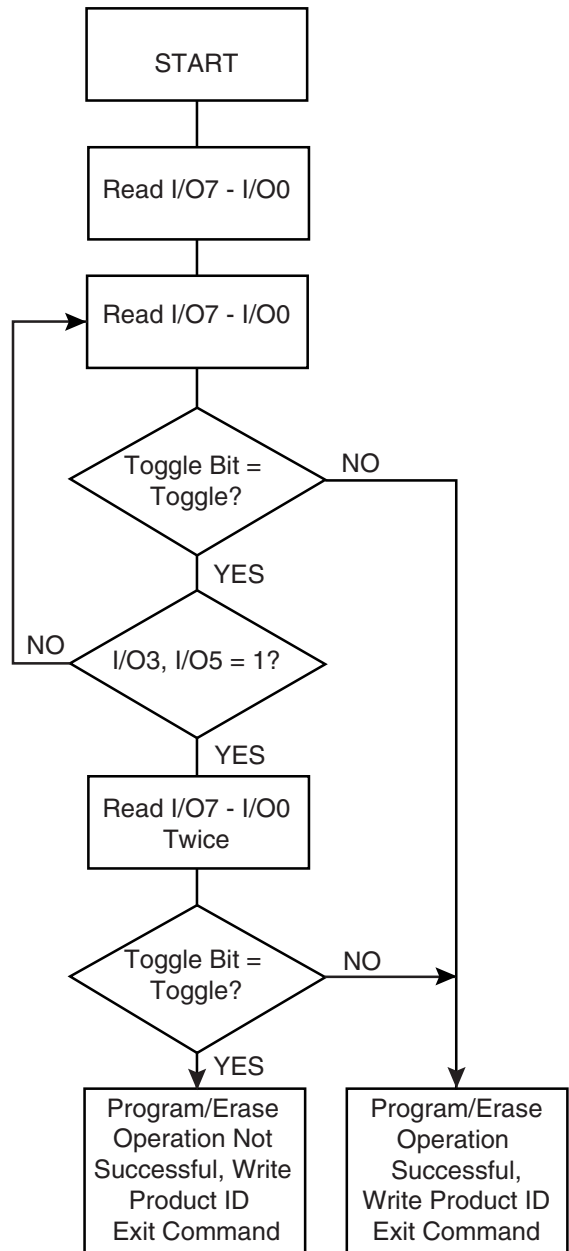 START
Read I/O7 - I/O0
Read I/O7 - I/O0
Toggle Bit =
Toggle?
NO
YES
NO
I/O3, I/O5 = 1?
YES
Read I/O7 - I/O0
Twice
Toggle Bit =
Toggle?
NO
YES
Program/Erase
Operation Not
Successful, Write
Product ID
Exit Command
Program/Erase
Operation
Successful,
Write Product ID
Exit Command